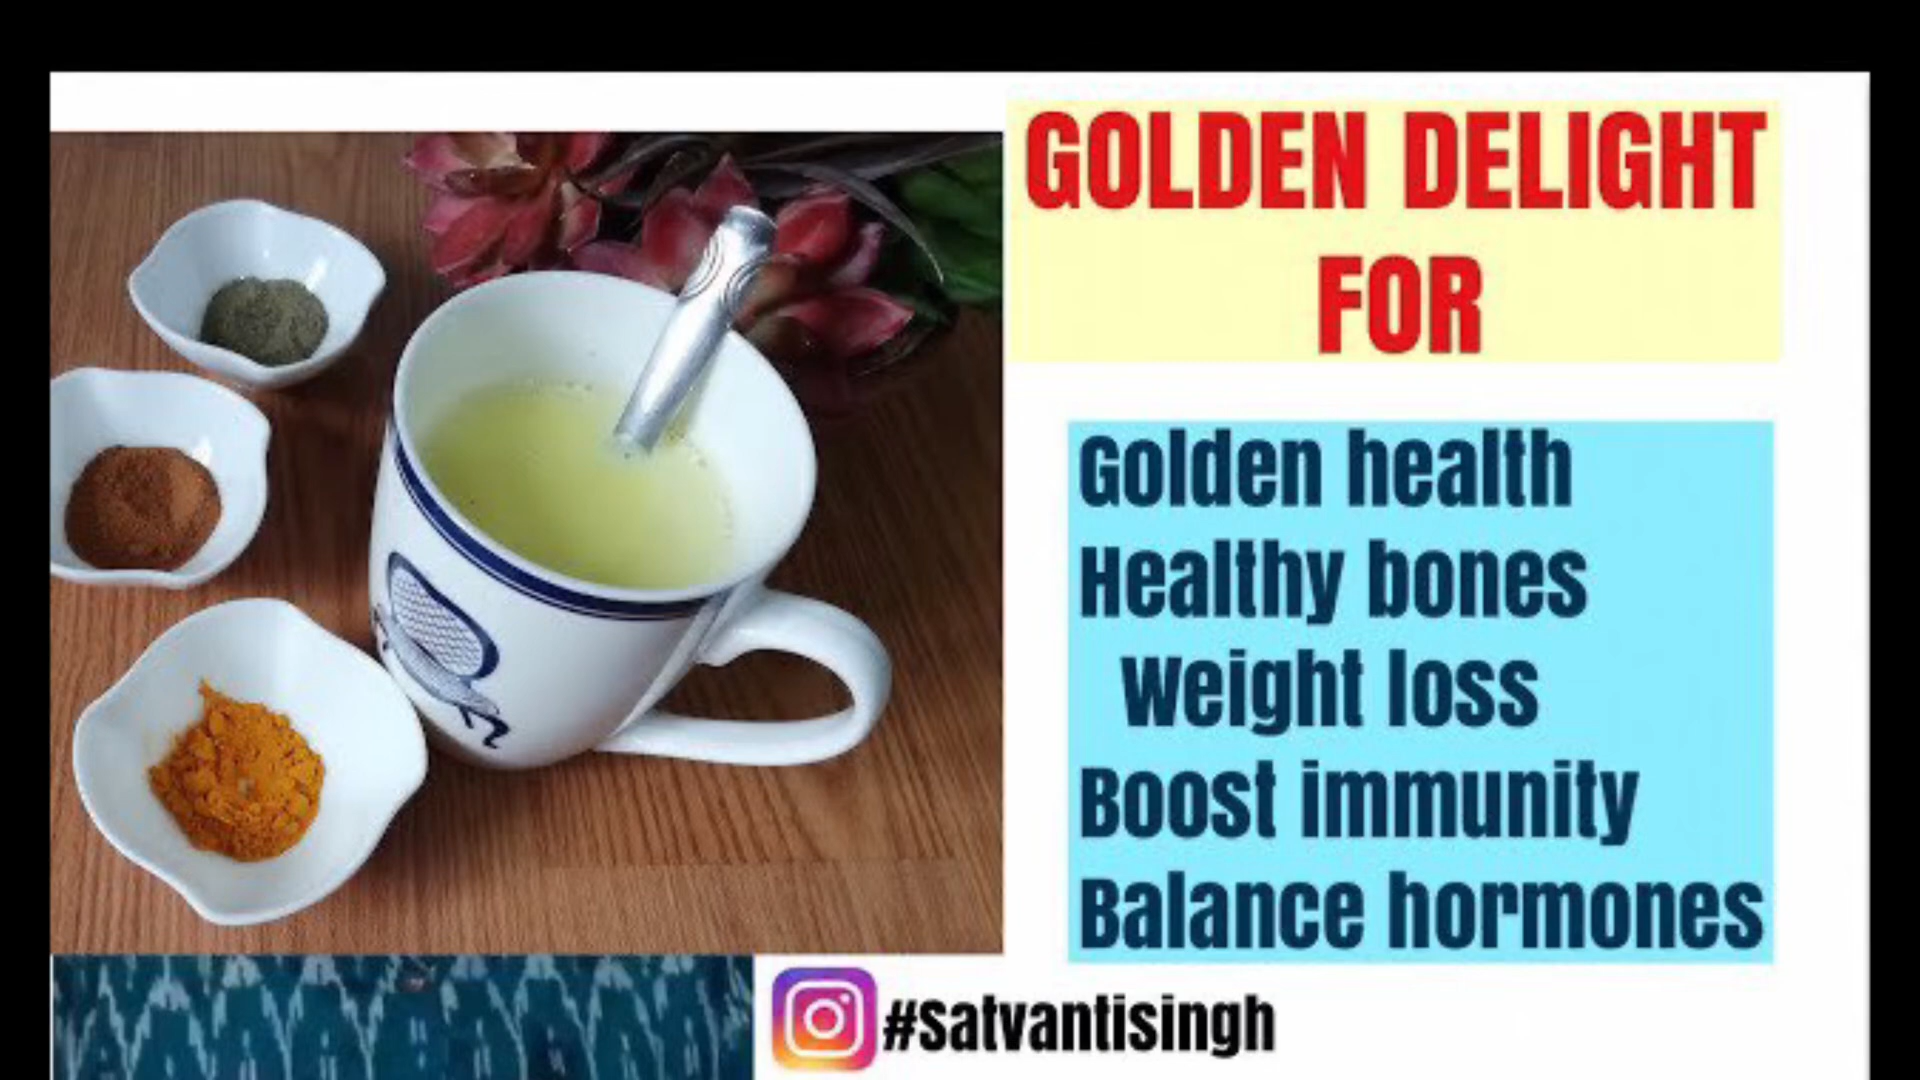 GOLDEN DELIGHT
FOR
Golden health
Healthy bones
Weight loss
Boost immunity
Balance hormones
#Satvantisingh